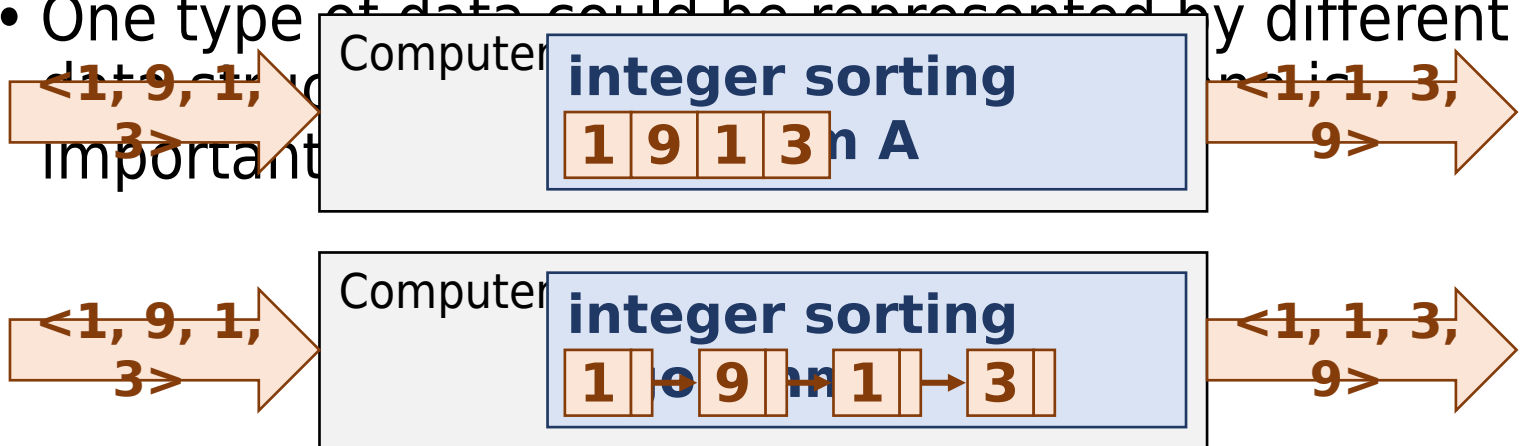 • One type of data could be represented by different
data
important
Computer
integer sorting
m A
<1, 9, 1,
3>
1 9 1 3
<1, 1, 3,
9>
Computer
integer sorting
<1, 9, 1,
3>
1 9 1 3
<1, 1, 3,
9>